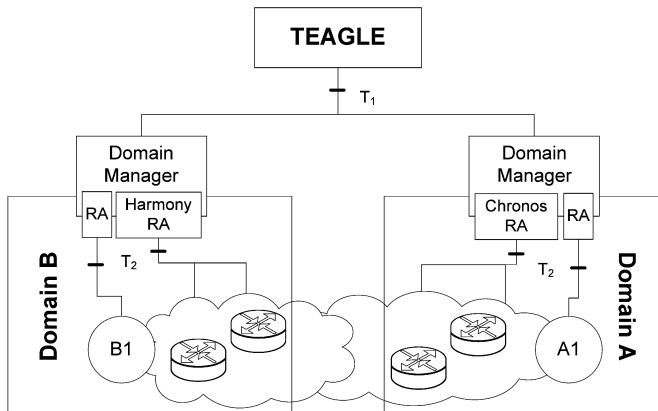 TEAGLE
T1
Domain
Manager
RA
Harmony
RA
T2
Domain B
B1
Domain
Manager
Chronos
RA
RA
T2
Domain A
A1